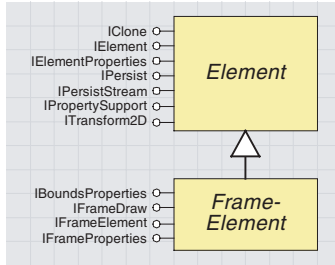 IClone
IElement
IElementProperties
IPersist
IPersistStream
IPropertySupport
ITransform2D
Element
IBoundsProperties
IFrameDraw
IFrameElement
IFrameProperties
Frame-
Element